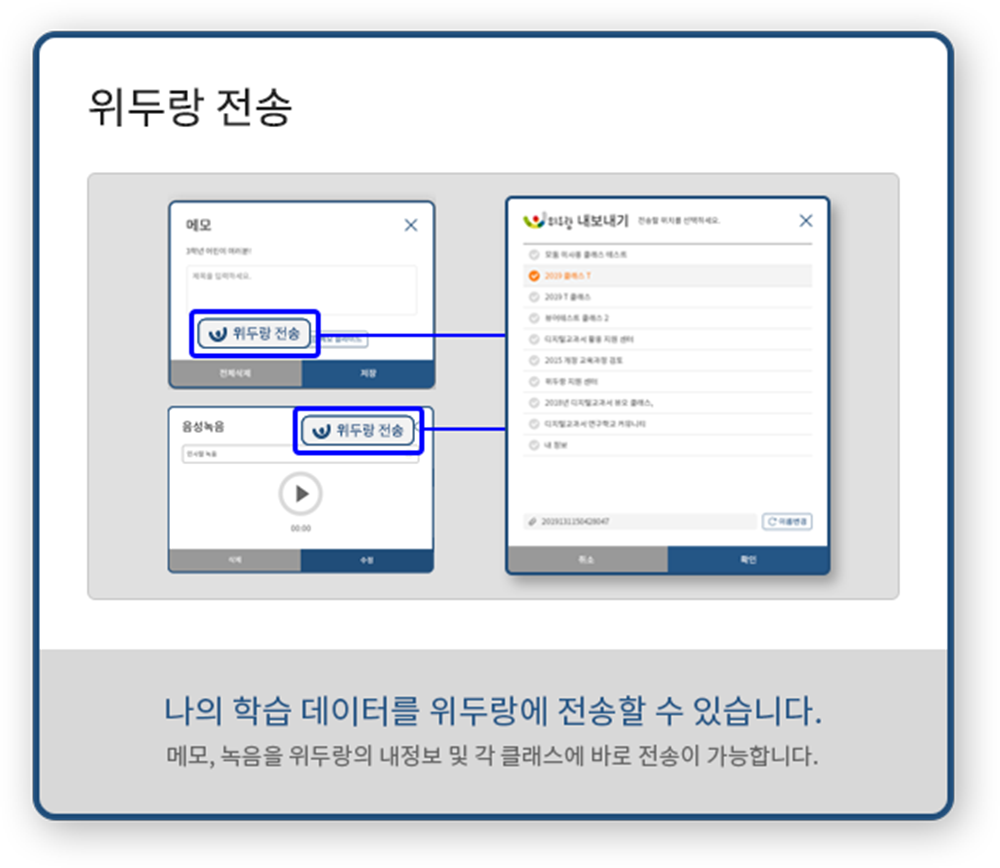 위두랑 전송
메모
3학년 어린이 여러분!
제목을 입력하세요.
위두랑 전송
전체삭제
저장
음성녹음
위두랑 전송
인사말 녹음
00:00
삭제
수정
위두랑 내보내기 전송할 위치를 선택하세요.
모둠 미사용 클래스 테스트
2019 클래스 T
2019 T 클래스
뷰어테스트 클래스 2
디지털교과서 활용 지원 센터
2015 개정 교육과정 검토
위두랑 지원 센터
2018년 디지털교과서 뷰모 클래스,
디지털교과서 연구학교 커뮤니티
내 정보
20191131150428047
이름변경
취소
확인
나의 학습 데이터를 위두랑에 전송할 수 있습니다.
메모, 녹음을 위두랑의 내정보 및 각 클래스에 바로 전송이 가능합니다.